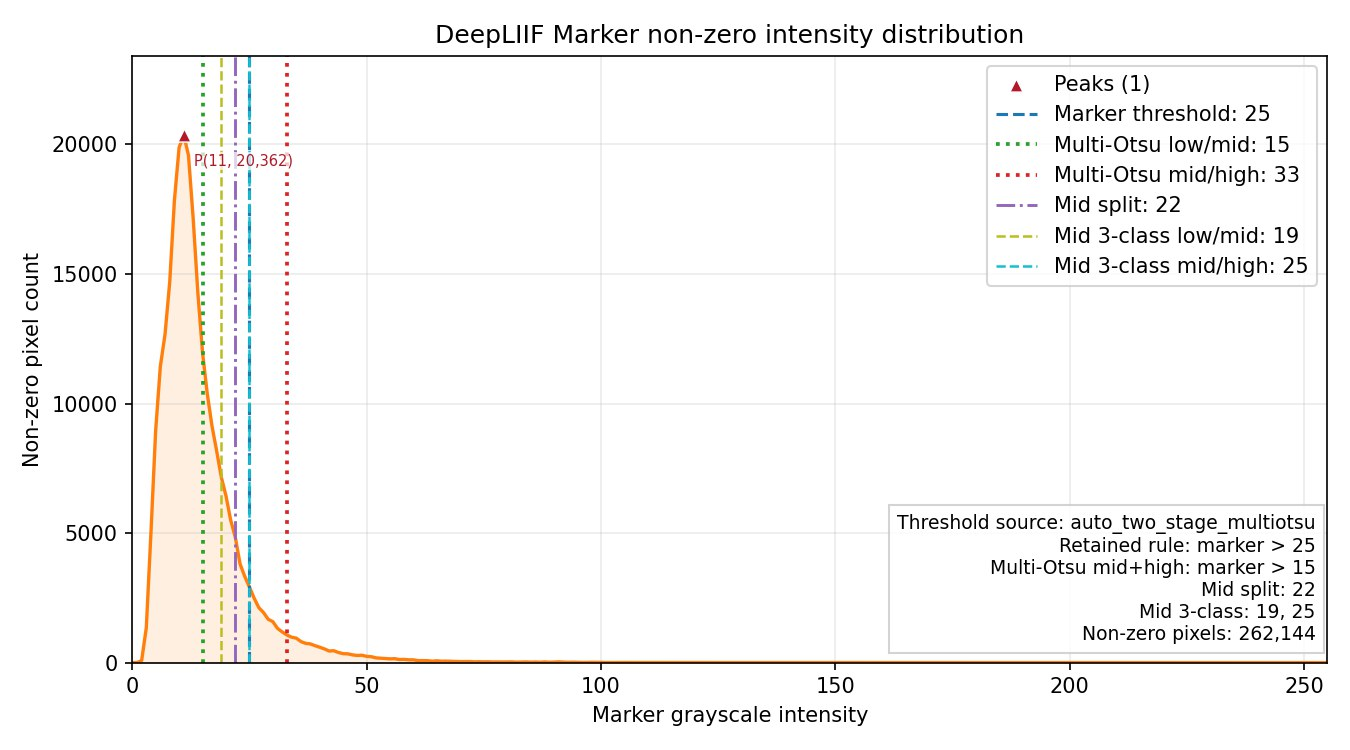 DeepLIIF Marker non-zero intensity distribution
Non-zero pixel count
20000
15000
10000
5000
0
P(11, 20,362)
Peaks (1)
Marker threshold: 25
Multi-Otsu low/mid: 15
Multi-Otsu mid/high: 33
Mid split: 22
Mid 3-class low/mid: 19
Mid 3-class mid/high: 25
Threshold source: auto_two_stage_multiotsu
Retained rule: marker > 25
Multi-Otsu mid+high: marker > 15
Mid split: 22
Mid 3-class: 19, 25
Non-zero pixels: 262,144
0 50 100 150 200 250
Marker grayscale intensity